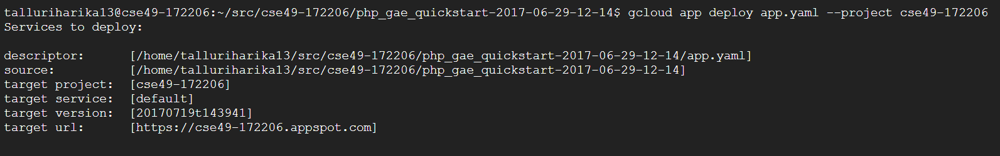 talluriharika13@cse49-172206:~/src/cse49-172206/php_gae_quickstart-2017-06-29-12-14$ gcloud app deploy app.yaml --project cse49-172206
Services to deploy:
descriptor:      [/home/talluriharika13/src/cse49-172206/php_gae_quickstart-2017-06-29-12-14/app.yaml]
source:          [/home/talluriharika13/src/cse49-172206/php_gae_quickstart-2017-06-29-12-14]
target project:  [cse49-172206]
target service:  [default]
target version:  [20170719t143941]
target url:      [https://cse49-172206.appspot.com]